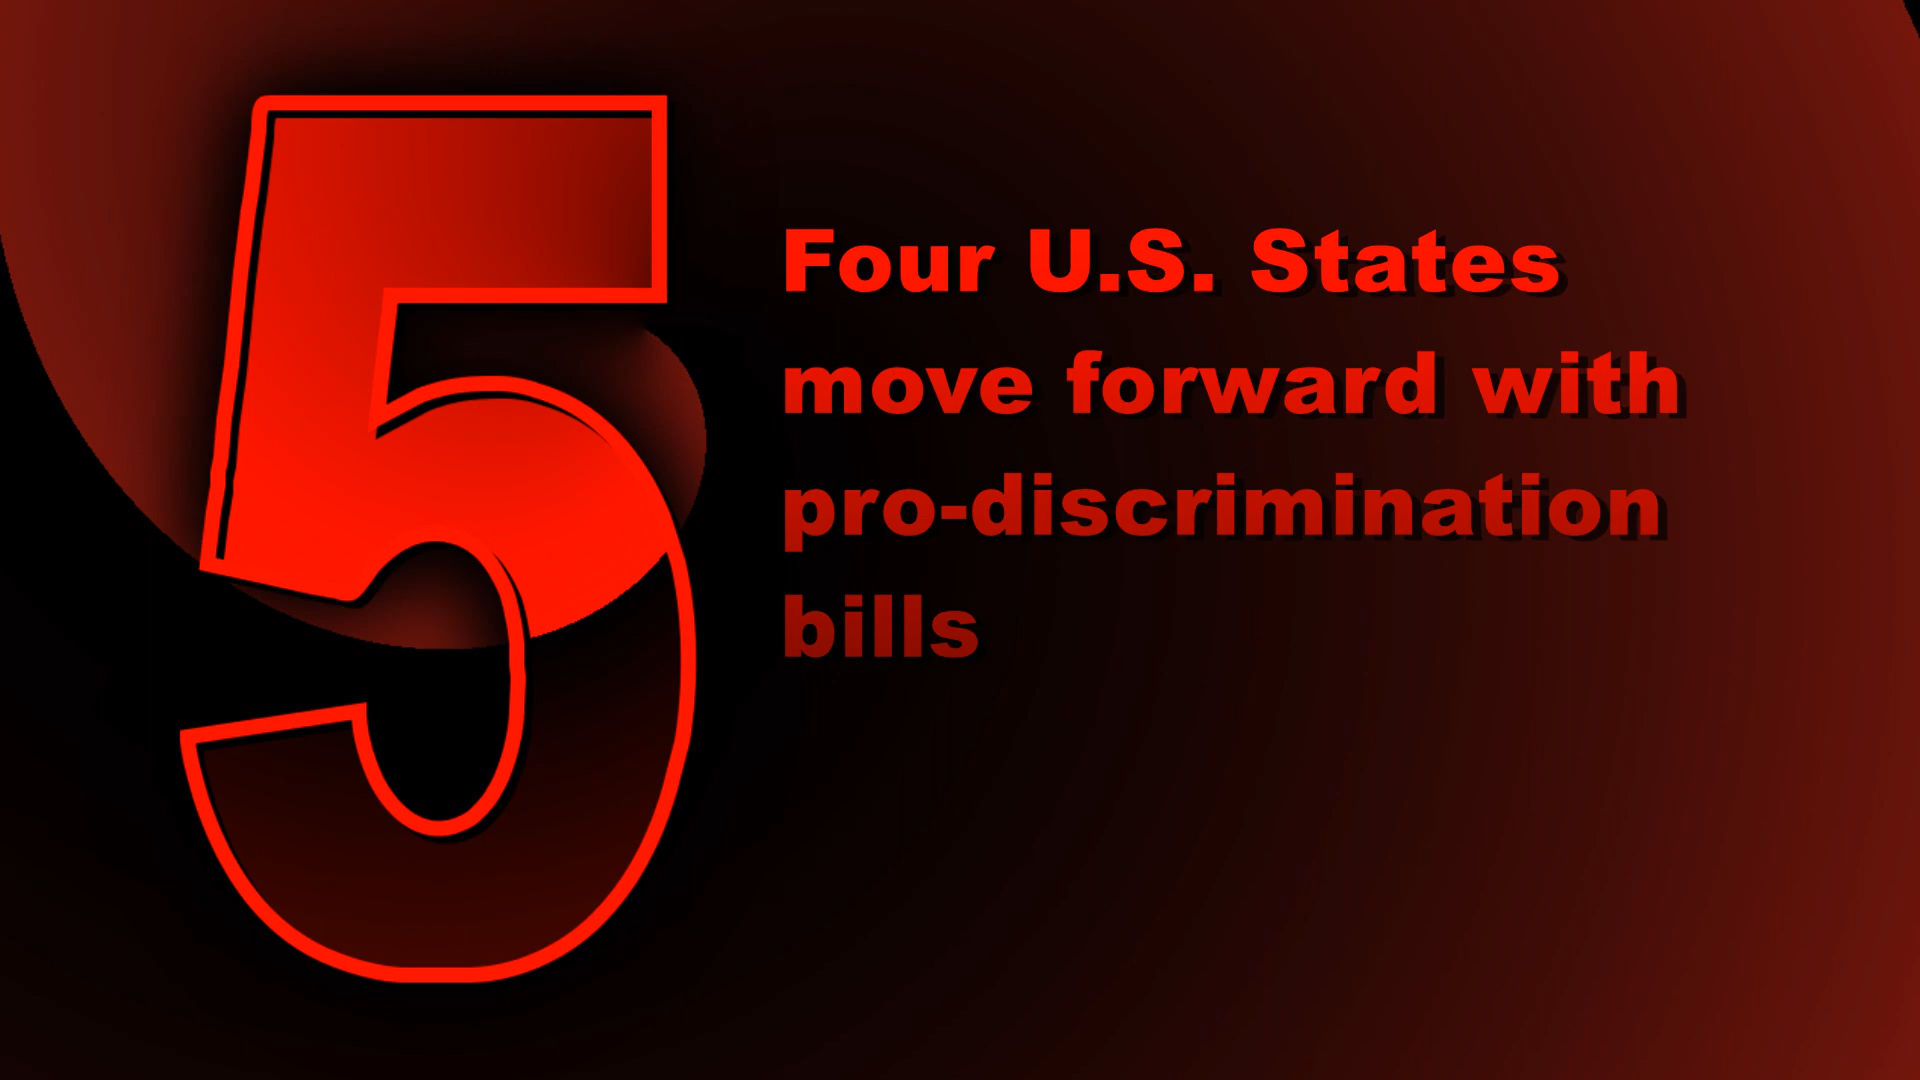 5
Four U.S. States
move forward with
pro-discrimination
bills